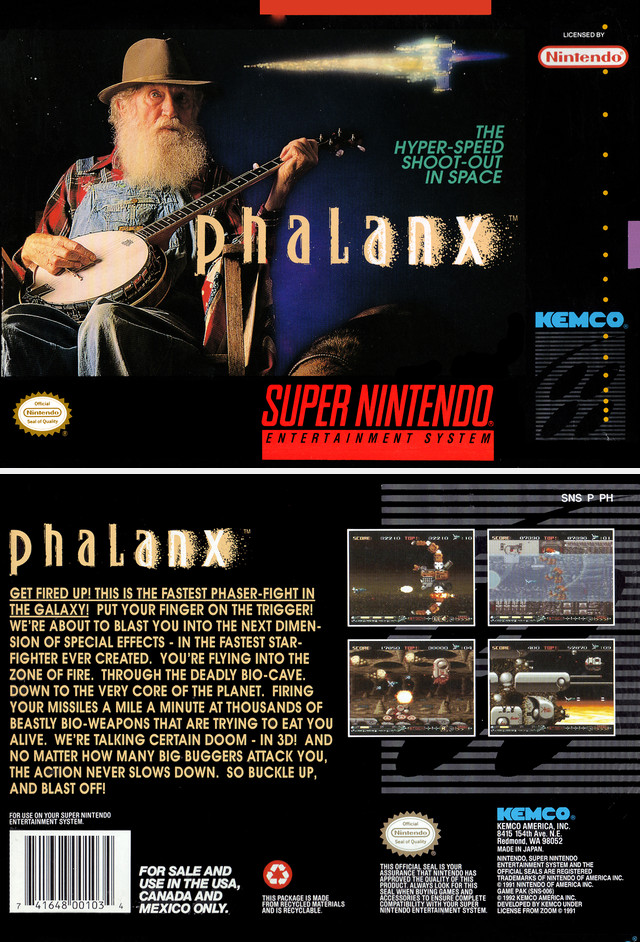 LICENSED BY
Nintendo®
THE
HYPER-SPEED
SHOOT-OUT
IN SPACE
phalanx™
KEMCO®
Official
Nintendo
Seal of Quality
SUPER NINTENDO®
ENTERTAINMENT SYSTEM
SNS P PH
phalanx™
GET FIRED UP! THIS IS THE FASTEST PHASER-FIGHT IN
THE GALAXY! PUT YOUR FINGER ON THE TRIGGER!
WE'RE ABOUT TO BLAST YOU INTO THE NEXT DIMEN-
SION OF SPECIAL EFFECTS - IN THE FASTEST STAR-
FIGHTER EVER CREATED. YOU'RE FLYING INTO THE
ZONE OF FIRE. THROUGH THE DEADLY BIO-CAVE.
DOWN TO THE VERY CORE OF THE PLANET. FIRING
YOUR MISSILES A MILE A MINUTE AT THOUSANDS OF
BEASTLY BIO-WEAPONS THAT ARE TRYING TO EAT YOU
ALIVE. WE'RE TALKING CERTAIN DOOM - IN 3D! AND
NO MATTER HOW MANY BIG BUGGERS ATTACK YOU,
THE ACTION NEVER SLOWS DOWN. SO BUCKLE UP,
AND BLAST OFF!
FOR USE ON YOUR SUPER NINTENDO
ENTERTAINMENT SYSTEM.
7 41648 00103 4
FOR SALE AND
USE IN THE USA,
CANADA AND
MEXICO ONLY.
THIS PACKAGE IS MADE
FROM RECYCLED MATERIALS
AND IS RECYCLABLE.
Official
Nintendo
Seal of Quality
THIS OFFICIAL SEAL IS YOUR
ASSURANCE THAT NINTENDO HAS
APPROVED THE QUALITY OF THIS
PRODUCT. ALWAYS LOOK FOR THIS
SEAL WHEN BUYING GAMES AND
ACCESSORIES TO ENSURE COMPLETE
COMPATIBILITY WITH YOUR SUPER
NINTENDO ENTERTAINMENT SYSTEM.
KEMCO®
KEMCO AMERICA, INC.
8415 154th Ave. N.E.
Redmond, WA 98052
MADE IN JAPAN.
NINTENDO, SUPER NINTENDO
ENTERTAINMENT SYSTEM AND THE
OFFICIAL SEALS ARE REGISTERED
TRADEMARKS OF NINTENDO OF AMERICA INC.
© 1991 NINTENDO OF AMERICA INC.
GAME PAK (SNS-006)
© 1992 KEMCO AMERICA, INC.
DEVELOPED BY KEMCO UNDER
LICENSE FROM ZOOM © 1991